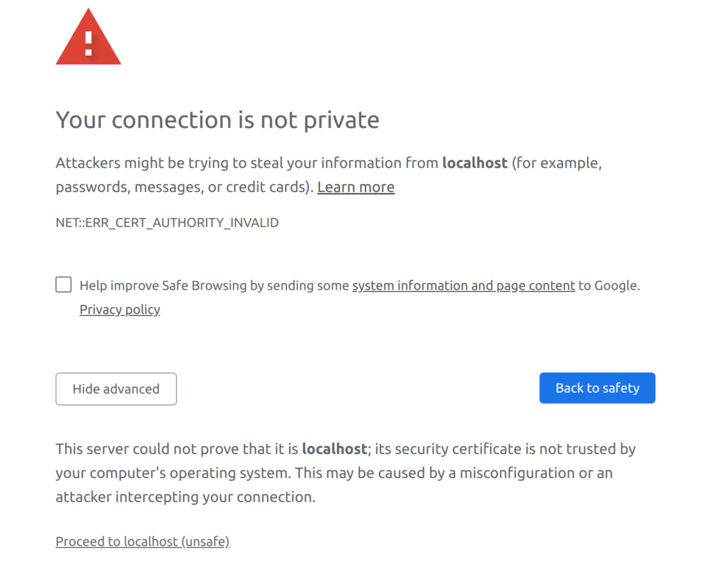 Your connection is not private
Attackers might be trying to steal your information from localhost (for example,
passwords, messages, or credit cards). Learn more
NET::ERR_CERT_AUTHORITY_INVALID
Help improve Safe Browsing by sending some system information and page content to Google.
Privacy policy
Hide advanced
Back to safety
This server could not prove that it is localhost; its security certificate is not trusted by
your computer's operating system. This may be caused by a misconfiguration or an
attacker intercepting your connection.
Proceed to localhost (unsafe)